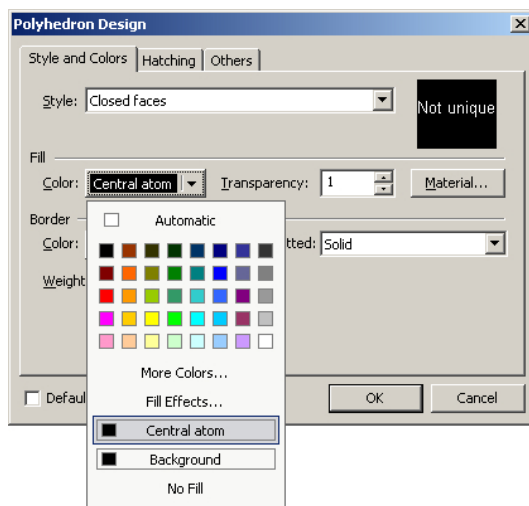 Polyhedron Design
Style and Colors Hatching Others
Style: Closed faces
Not unique
Fill
Color: Central atom Transparency: 1 Material...
Automatic
Border
Color: tted: Solid
Weight
More Colors...
Fill Effects...
Defaul OK Cancel
Central atom
Background
No Fill